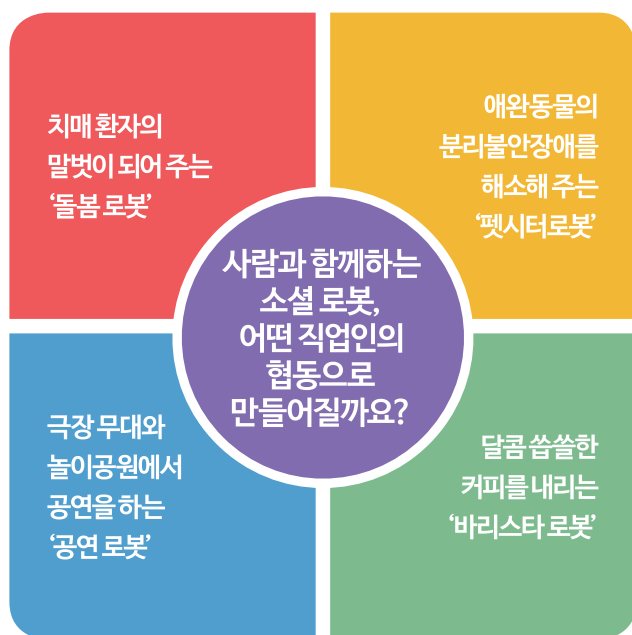 치매 환자의
말벗이 되어 주는
‘돌봄 로봇’
애완동물의
분리불안장애를
해소해 주는
‘펫시터로봇’
사람과 함께하는
소셜 로봇,
어떤 직업인의
협동으로
만들어질까요?
극장 무대와
놀이공원에서
공연을 하는
‘공연 로봇’
달콤 씁쓸한
커피를 내리는
‘바리스타 로봇’